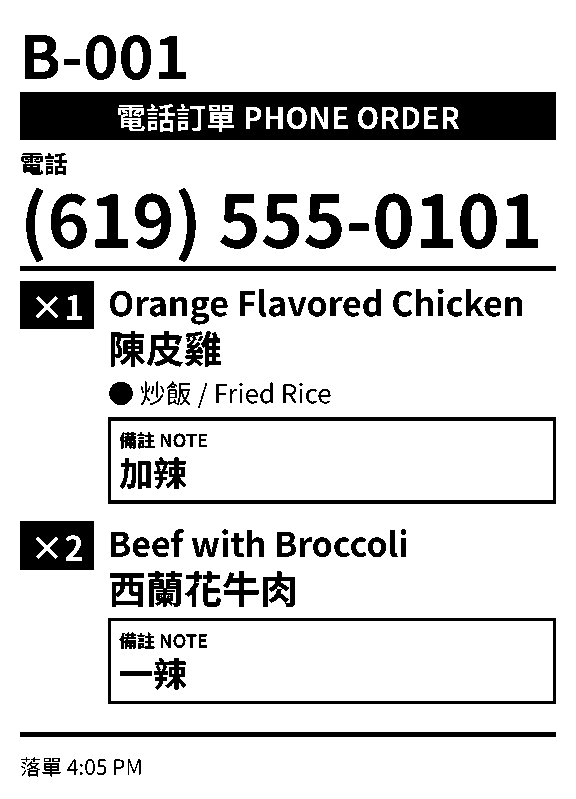 B-001
電話訂單 PHONE ORDER
電話
(619) 555-0101
×1 Orange Flavored Chicken
陳皮雞
● 炒飯 / Fried Rice
備註 NOTE
加辣
×2 Beef with Broccoli
西蘭花牛肉
備註 NOTE
一辣
落單 4:05 PM